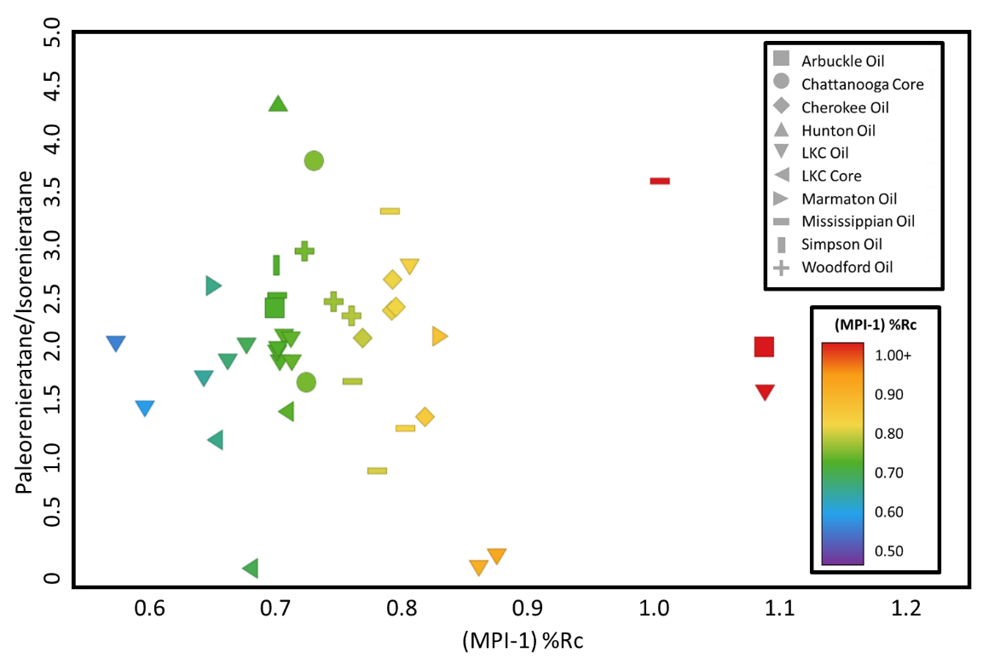 Paleorenieratane/Isorenieratane
5.0
4.5
4.0
3.5
3.0
2.5
2.0
1.5
1.0
0.5
0
Arbuckle Oil
Chattanooga Core
Cherokee Oil
Hunton Oil
LKC Oil
LKC Core
Marmaton Oil
Mississippian Oil
Simpson Oil
Woodford Oil
(MPI-1) %Rc
1.00+
0.90
0.80
0.70
0.60
0.50
0.6 0.7 0.8 0.9 1.0 1.1 1.2
(MPI-1) %Rc